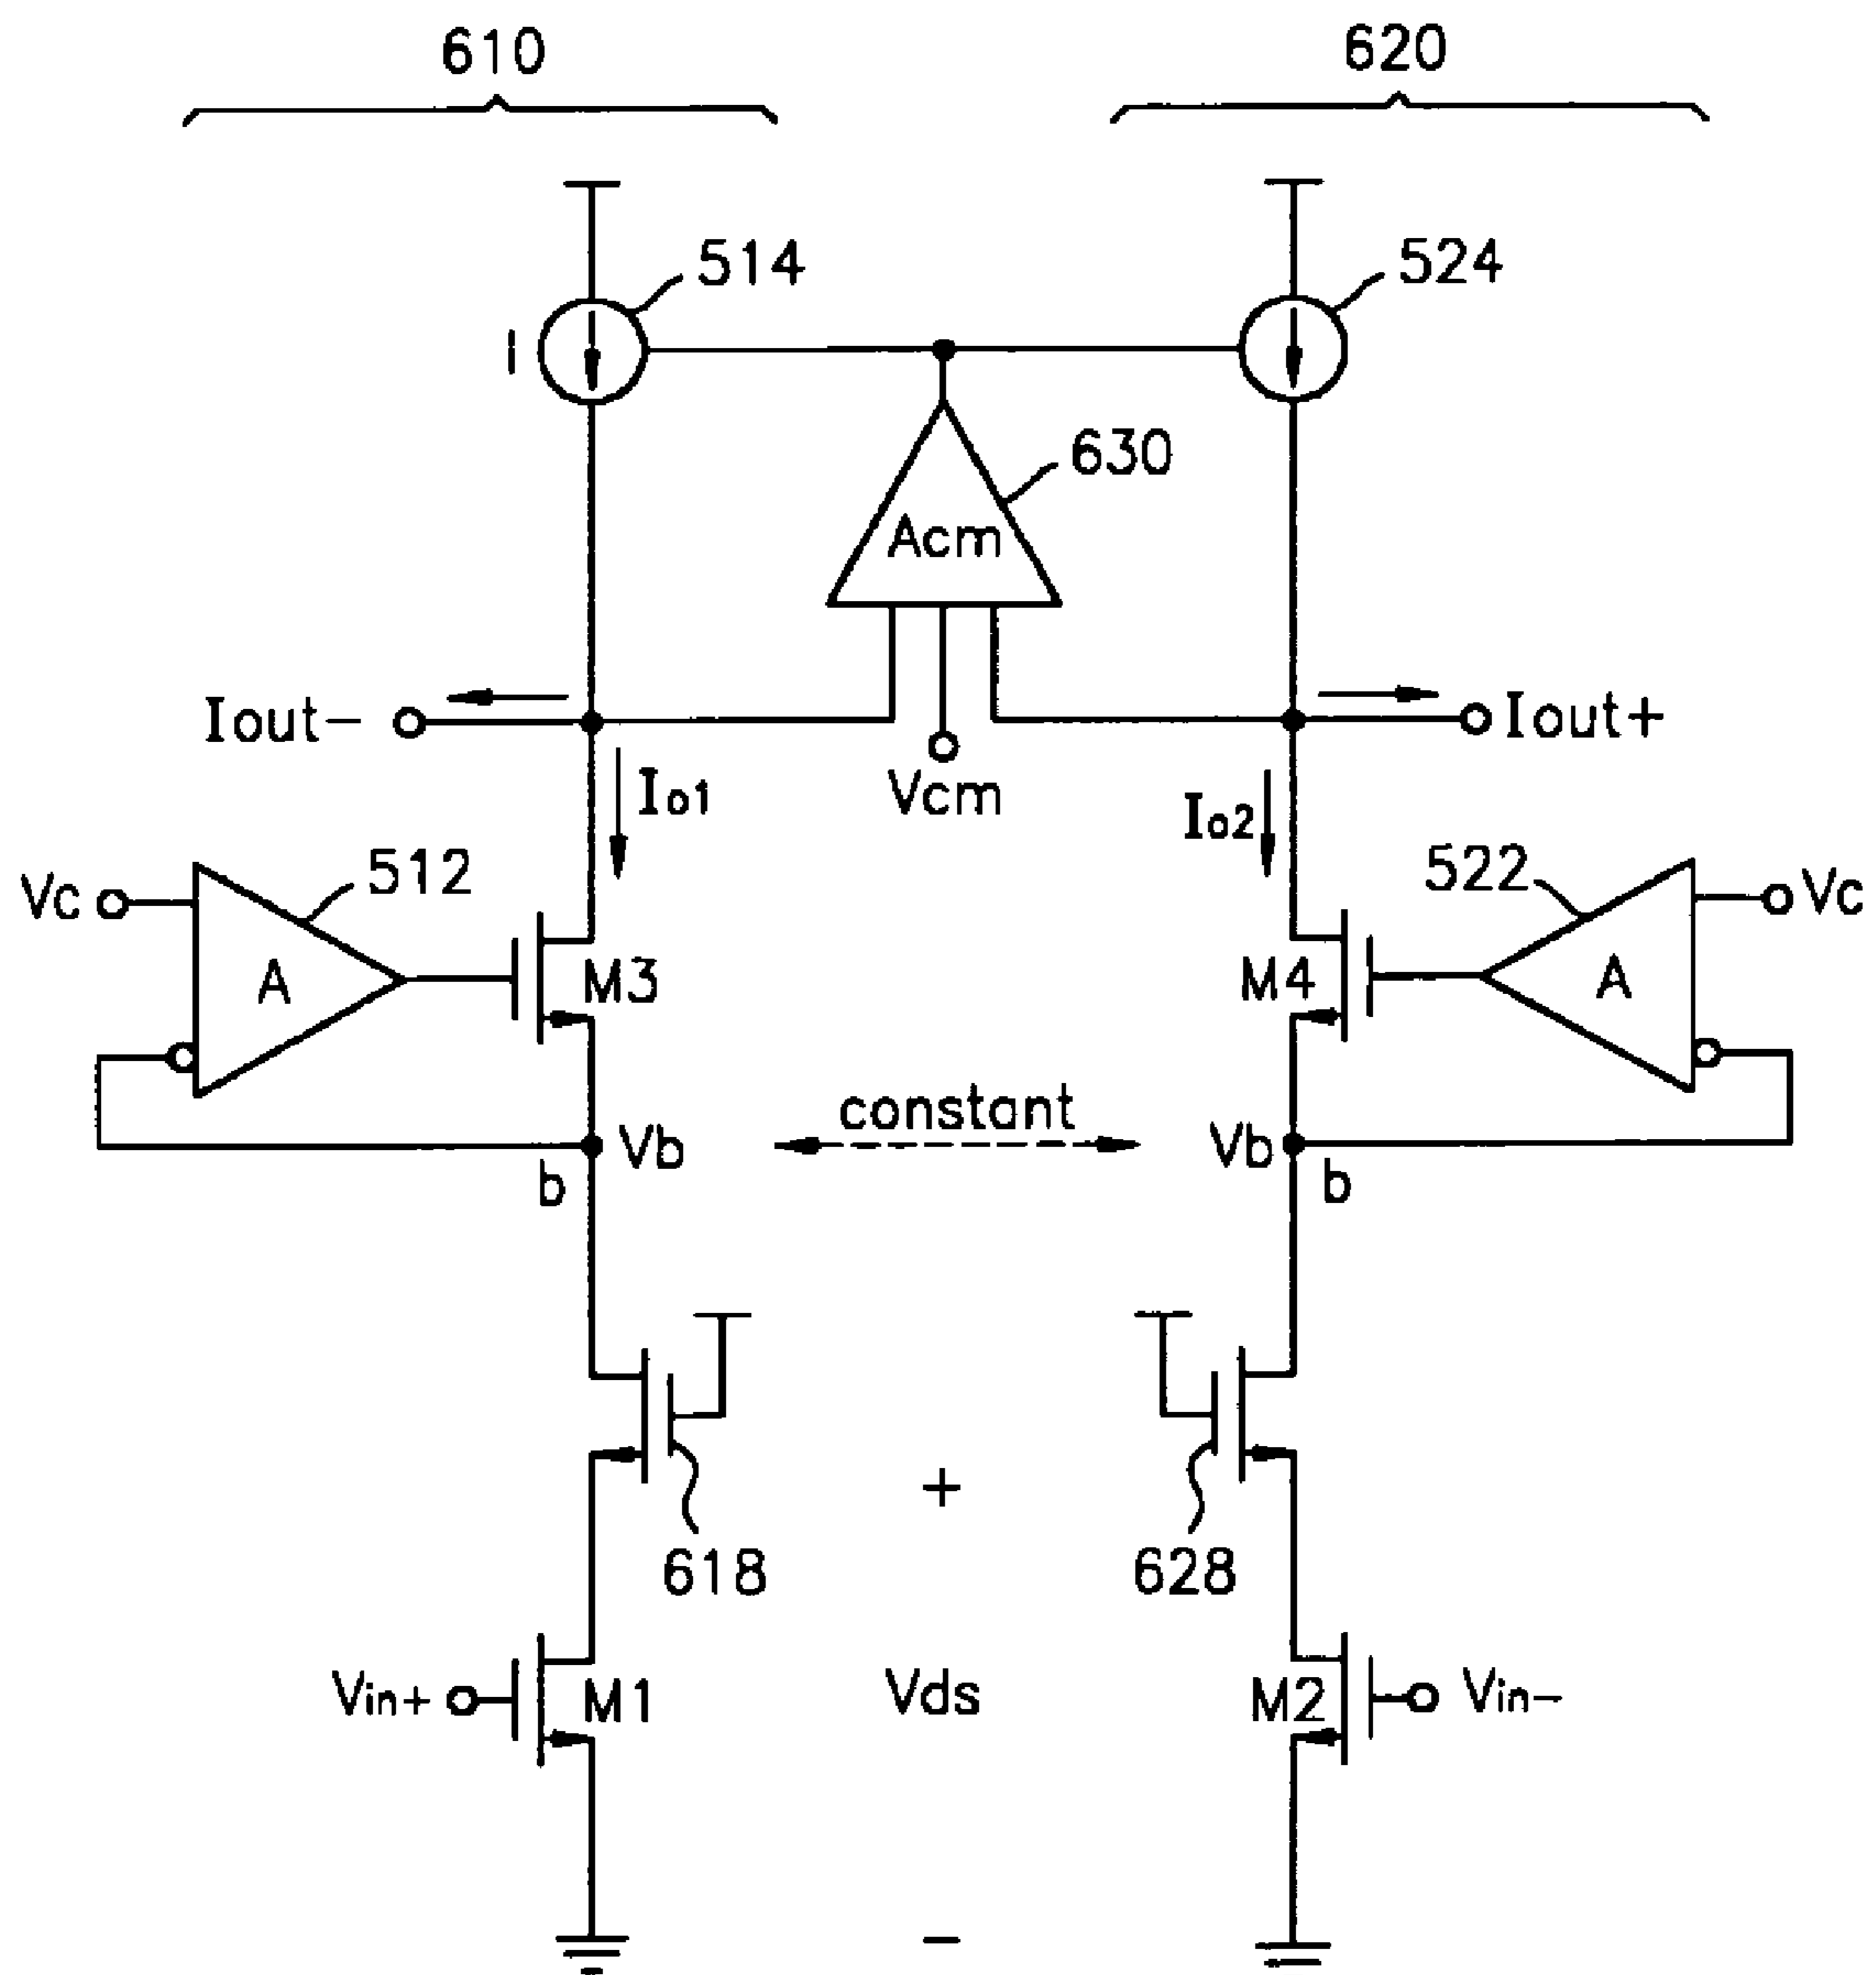 610 620
514 524
I
630
Acm
Iout- Iout+
Io1 Vcm Io2
512 522
Vc Vc
A M3 M4 A
constant
Vb Vb
b b
+
618 628
Vin+ M1 Vds M2 Vin-
-